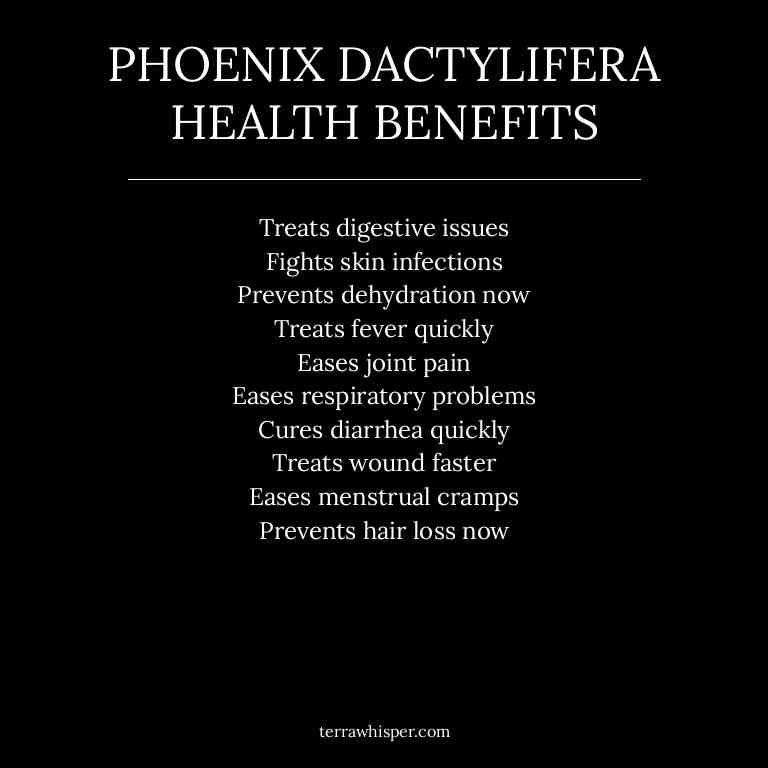 PHOENIX DACTYLIFERA
HEALTH BENEFITS
Treats digestive issues
Fights skin infections
Prevents dehydration now
Treats fever quickly
Eases joint pain
Eases respiratory problems
Cures diarrhea quickly
Treats wound faster
Eases menstrual cramps
Prevents hair loss now
terrawhisper.com